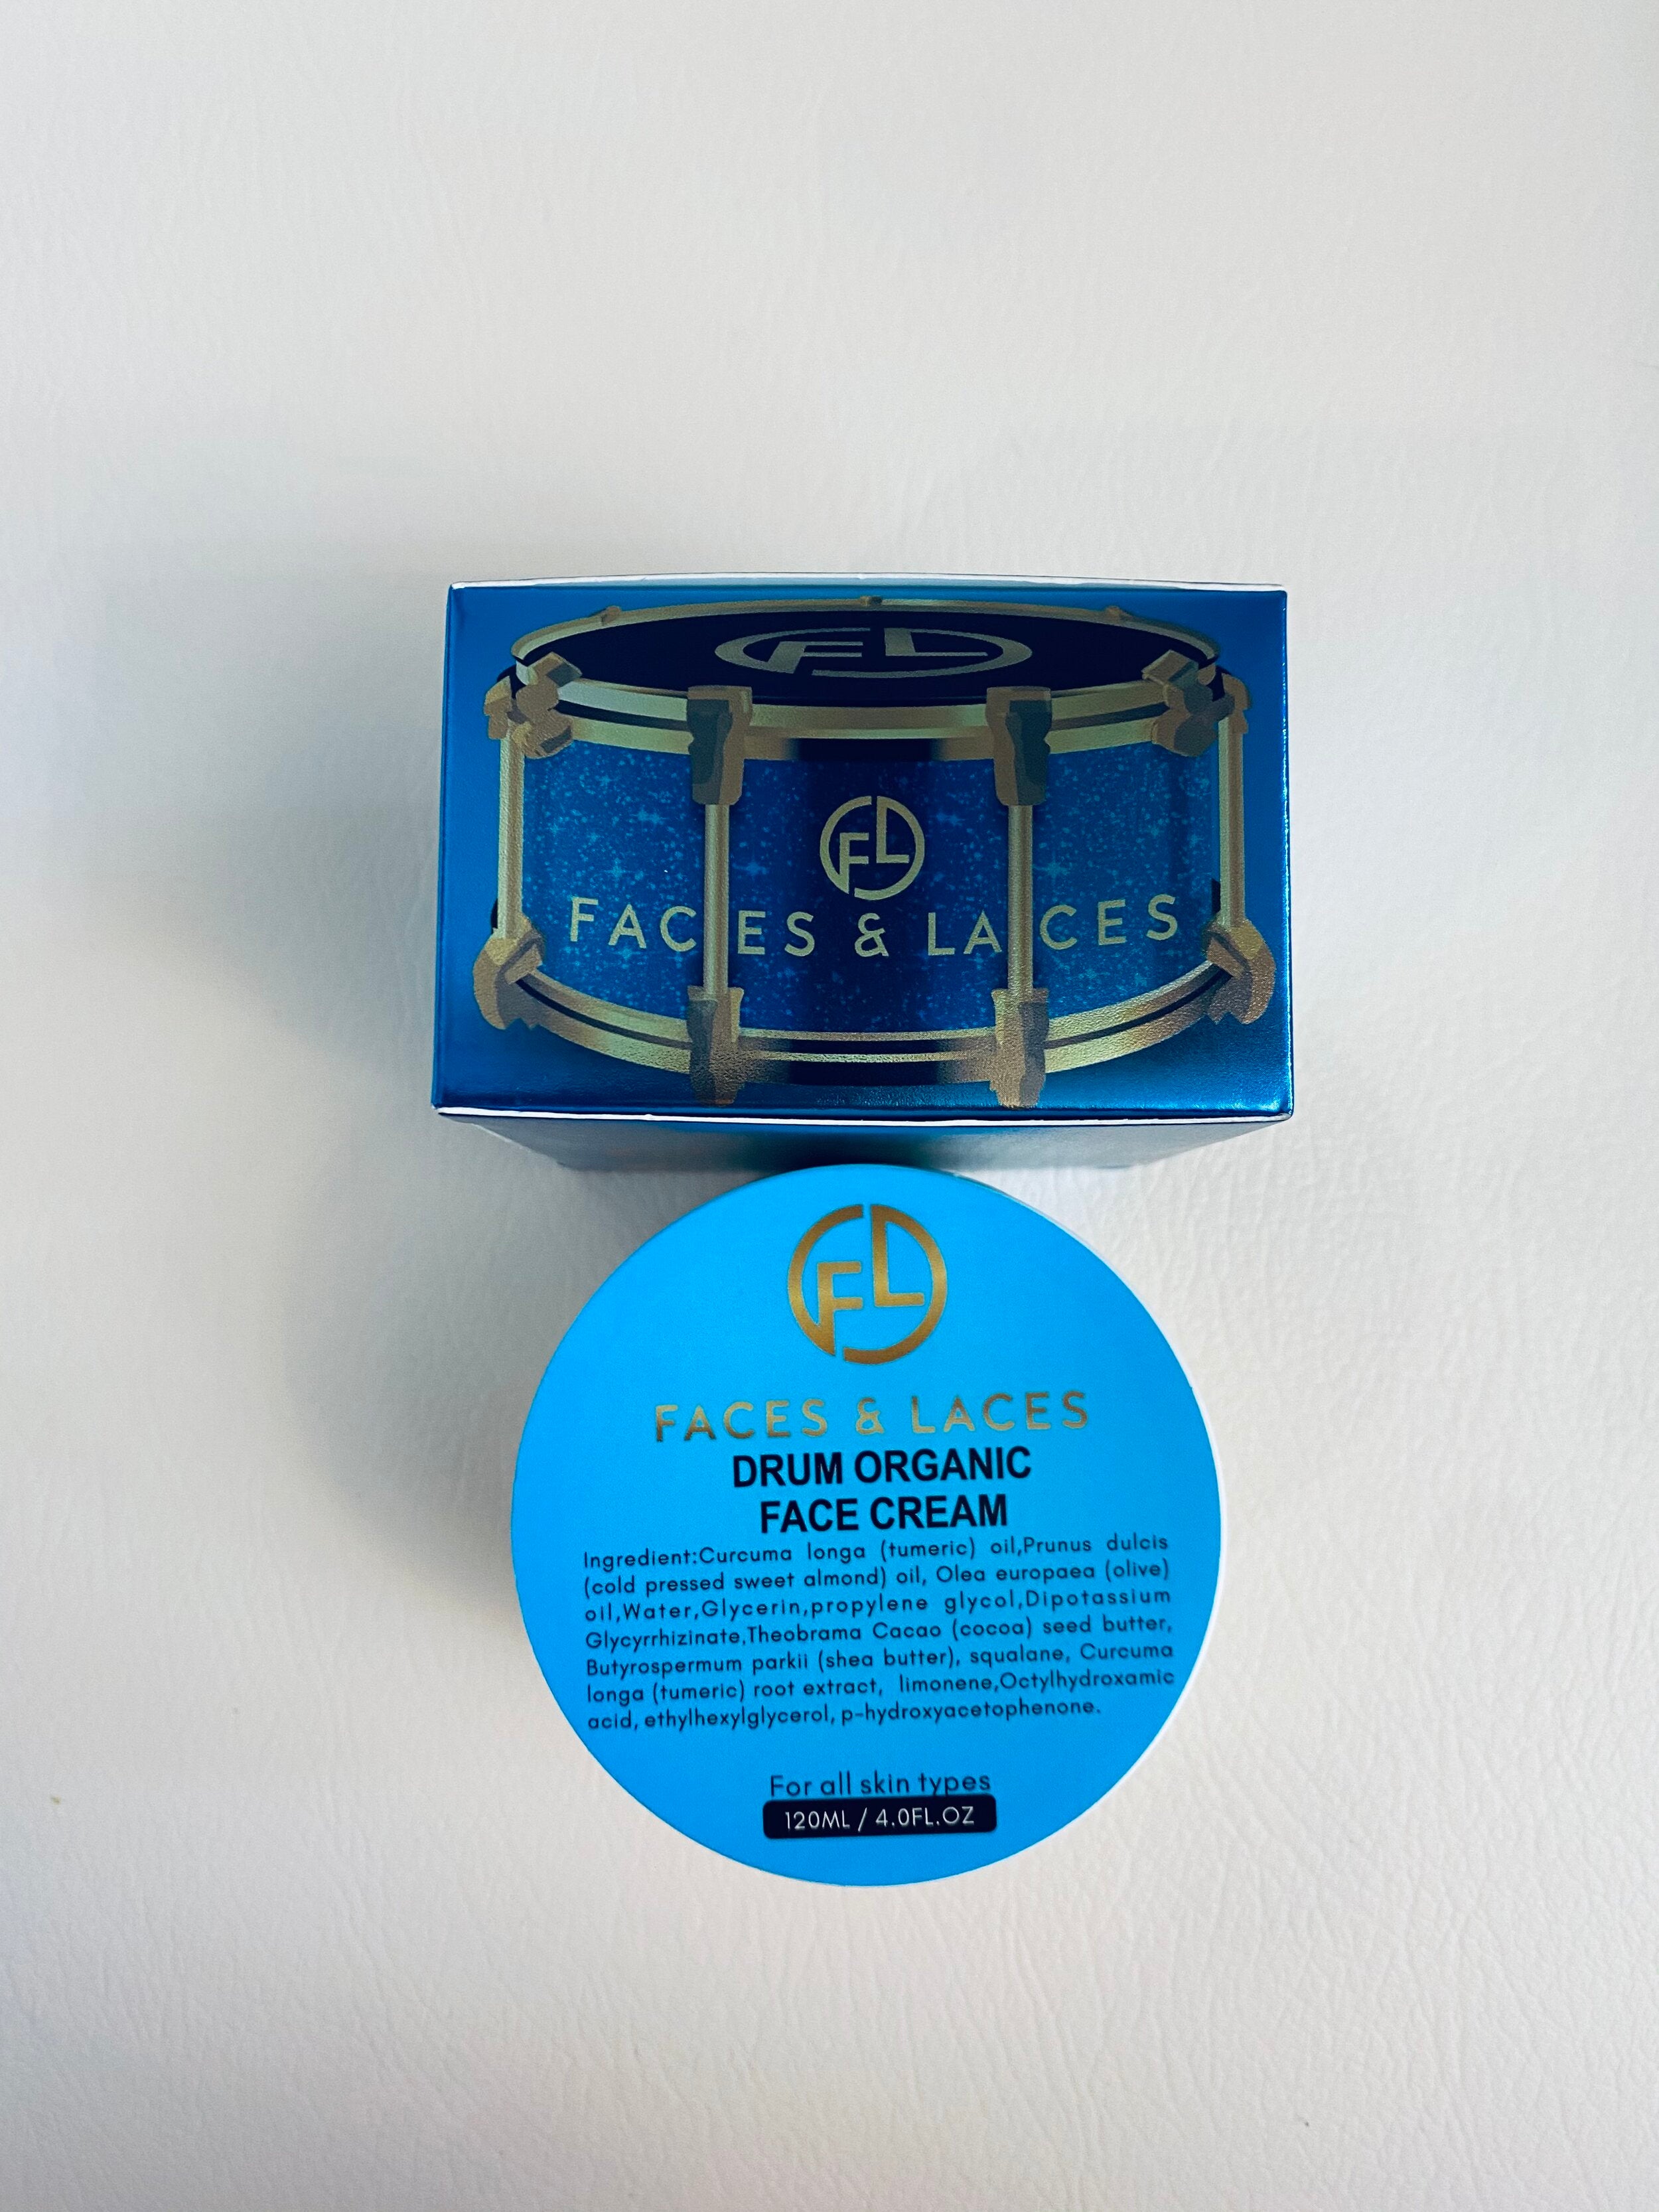 FL
FL
FACES & LACES
FL
FACES & LACES
DRUM ORGANIC
FACE CREAM
Ingredient:Curcuma longa (tumeric) oil,Prunus dulcis
(cold pressed sweet almond) oil, Olea europaea (olive)
oil,Water,Glycerin,propylene glycol,Dipotassium
Glycyrrhizinate,Theobrama Cacao (cocoa) seed butter,
Butyrospermum parkii (shea butter), squalane, Curcuma
longa (tumeric) root extract, limonene,Octylhydroxamic
acid, ethylhexylglycerol, p-hydroxyacetophenone.
For all skin types
120ML / 4.0FL.OZ